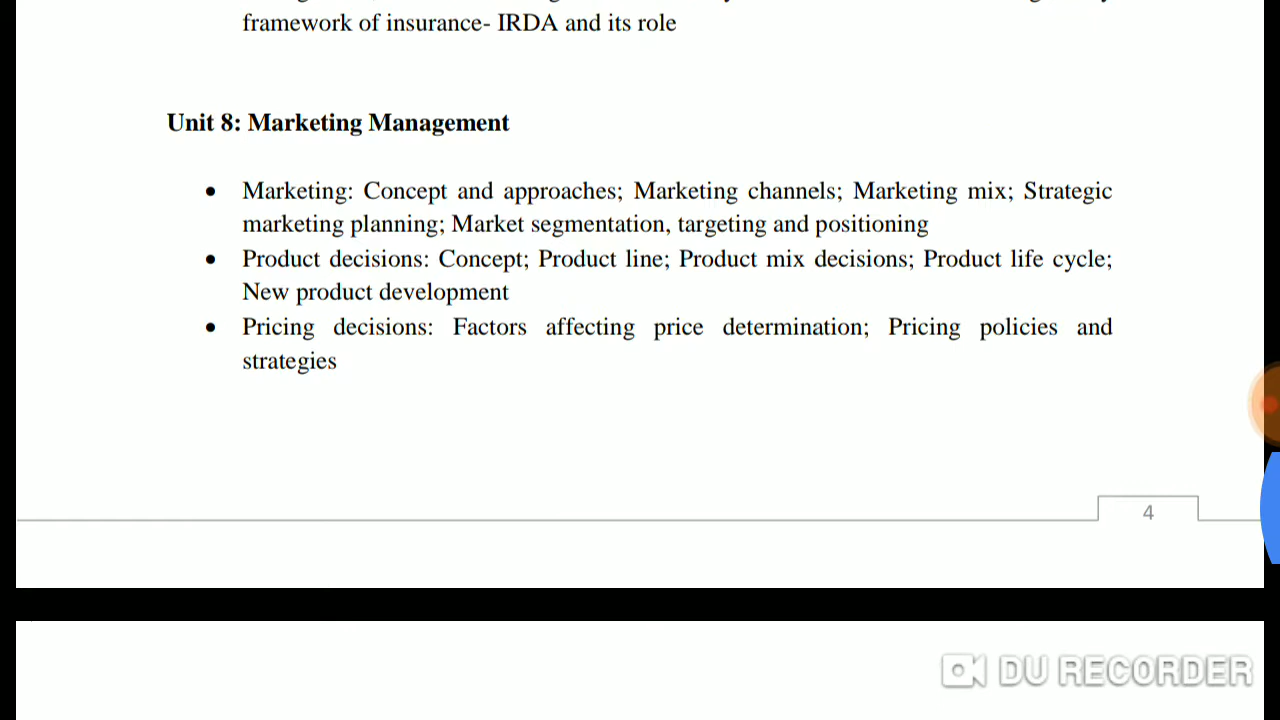 framework of insurance- IRDA and its role
Unit 8: Marketing Management
• Marketing: Concept and approaches; Marketing channels; Marketing mix; Strategic
marketing planning; Market segmentation, targeting and positioning
• Product decisions: Concept; Product line; Product mix decisions; Product life cycle;
New product development
• Pricing decisions: Factors affecting price determination; Pricing policies and
strategies
4
DU RECORDER